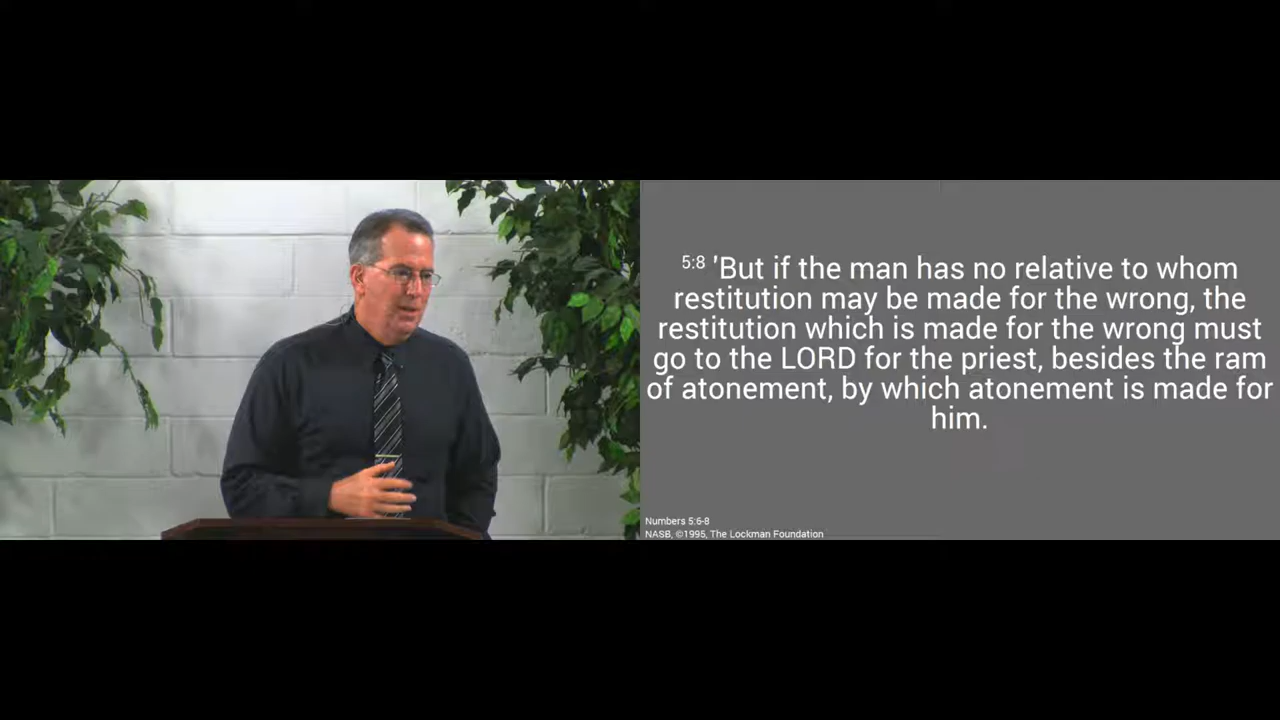 5:8 'But if the man has no relative to whom
restitution may be made for the wrong, the
restitution which is made for the wrong must
go to the LORD for the priest, besides the ram
of atonement, by which atonement is made for
him.
Numbers 5:6-8
NASB, ©1995, The Lockman Foundation